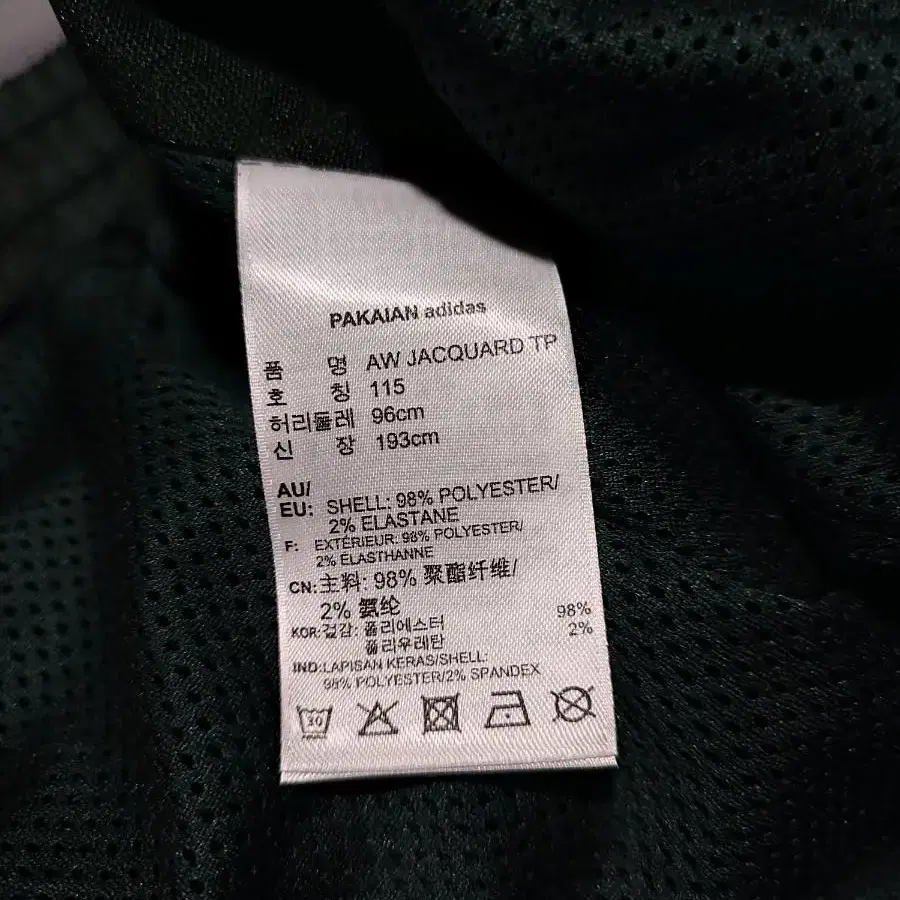 PAKAIAN adidas
품 명 AW JACQUARD TP
호 칭 115
허리둘레 96cm
신 장 193cm
AU/
EU: SHELL: 98% POLYESTER/
2% ELASTANE
F: EXTÉRIEUR: 98% POLYESTER/
2% ELASTHANNE
CN:主料: 98% 聚酯纤维/
2% 氨纶
KOR:겉감: 폴리에스터 98%
폴리우레탄 2%
IND:LAPISAN KERAS/SHELL:
98% POLYESTER/2% SPANDEX
30